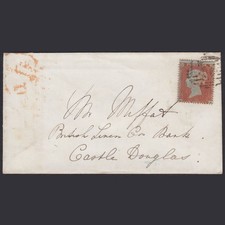 Mr. Moffat
British Linen Co Bank
Castle Douglas